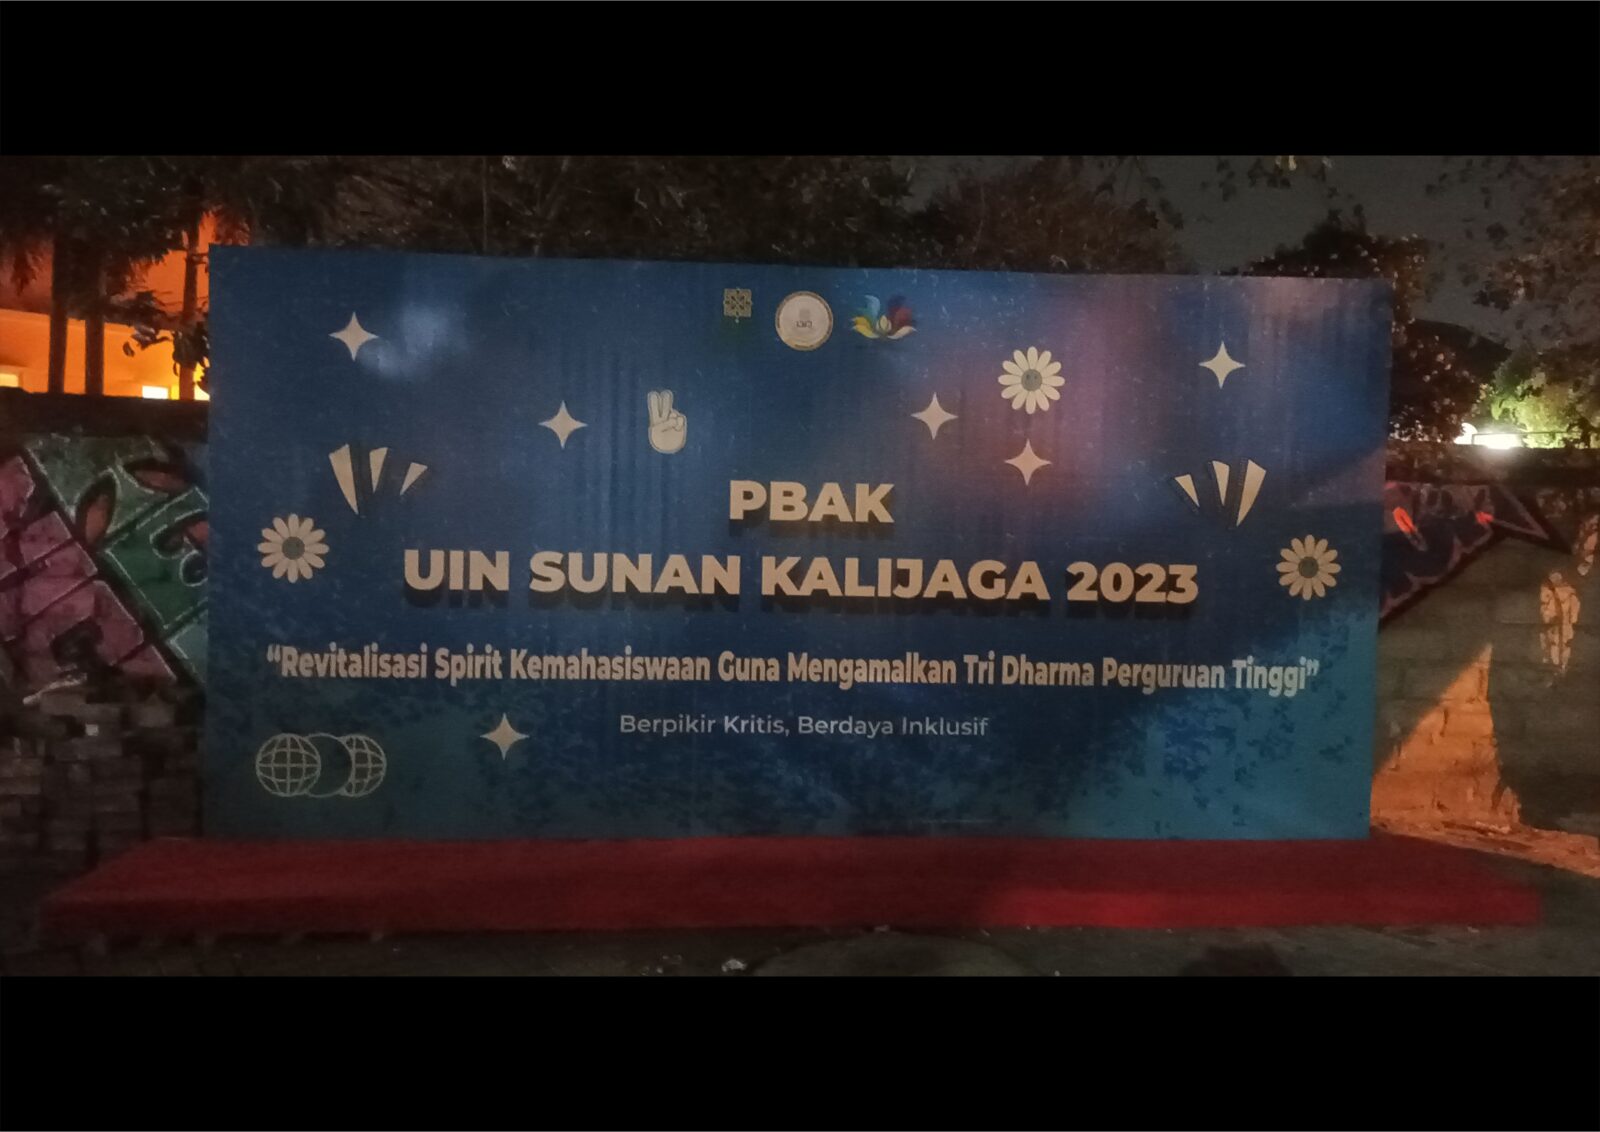 PBAK
UIN SUNAN KALIJAGA 2023
“Revitalisasi Spirit Kemahasiswaan Guna Mengamalkan Tri Dharma Perguruan Tinggi”
Berpikir Kritis, Berdaya Inklusif